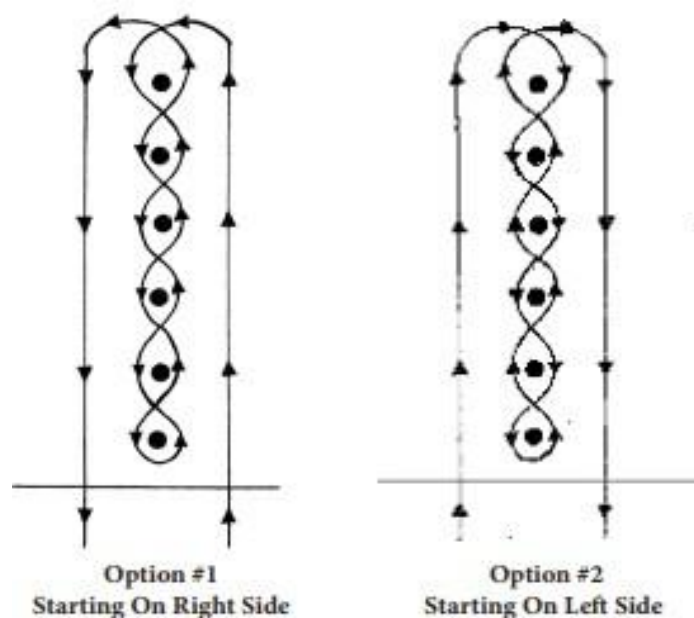 Option #1
Starting On Right Side
Option #2
Starting On Left Side